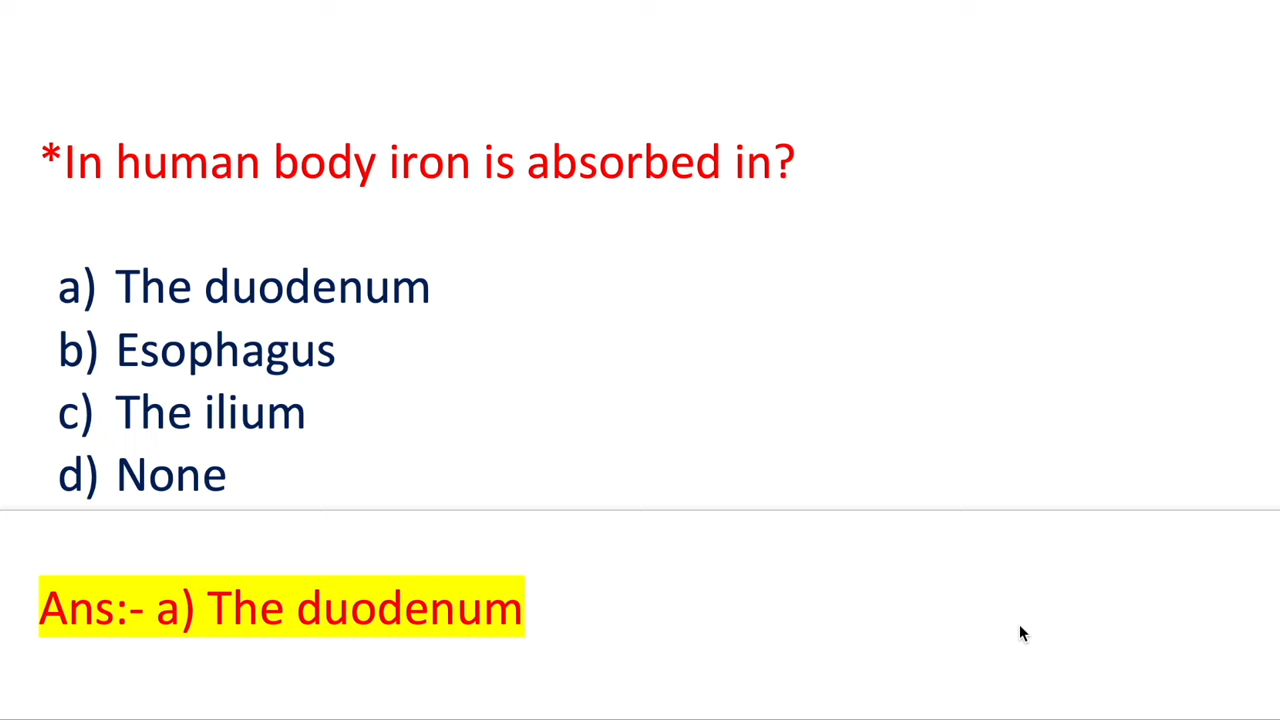 *In human body iron is absorbed in?
a) The duodenum
b) Esophagus
c) The ilium
d) None
Ans:- a) The duodenum